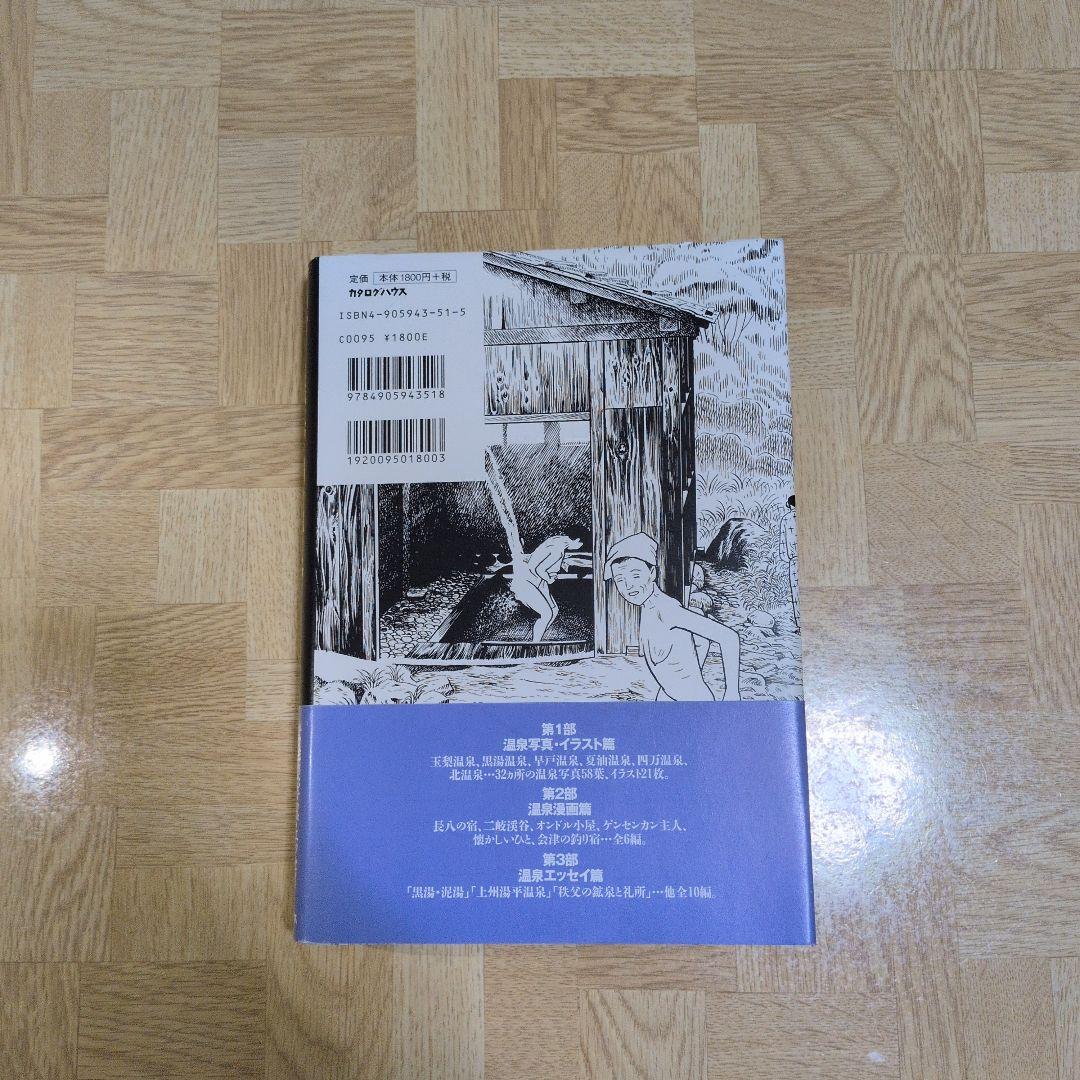 定価 本体1800円+税
カタログハウス
ISBN4-905943-51-5
C0095 ¥1800E
9784905943518
1920095018003
第1部
温泉写真・イラスト篇
玉梨温泉、黒湯温泉、早戸温泉、夏油温泉、四万温泉、
北温泉…32ヵ所の温泉写真58葉、イラスト21枚。
第2部
温泉漫画篇
長八の宿、二岐渓谷、オンドル小屋、ゲンセンカン主人、
懐かしいひと、会津の釣り宿…全6編。
第3部
温泉エッセイ篇
「黒湯・泥湯」「上州湯平温泉」「秩父の鉱泉と札所」…他全10編。